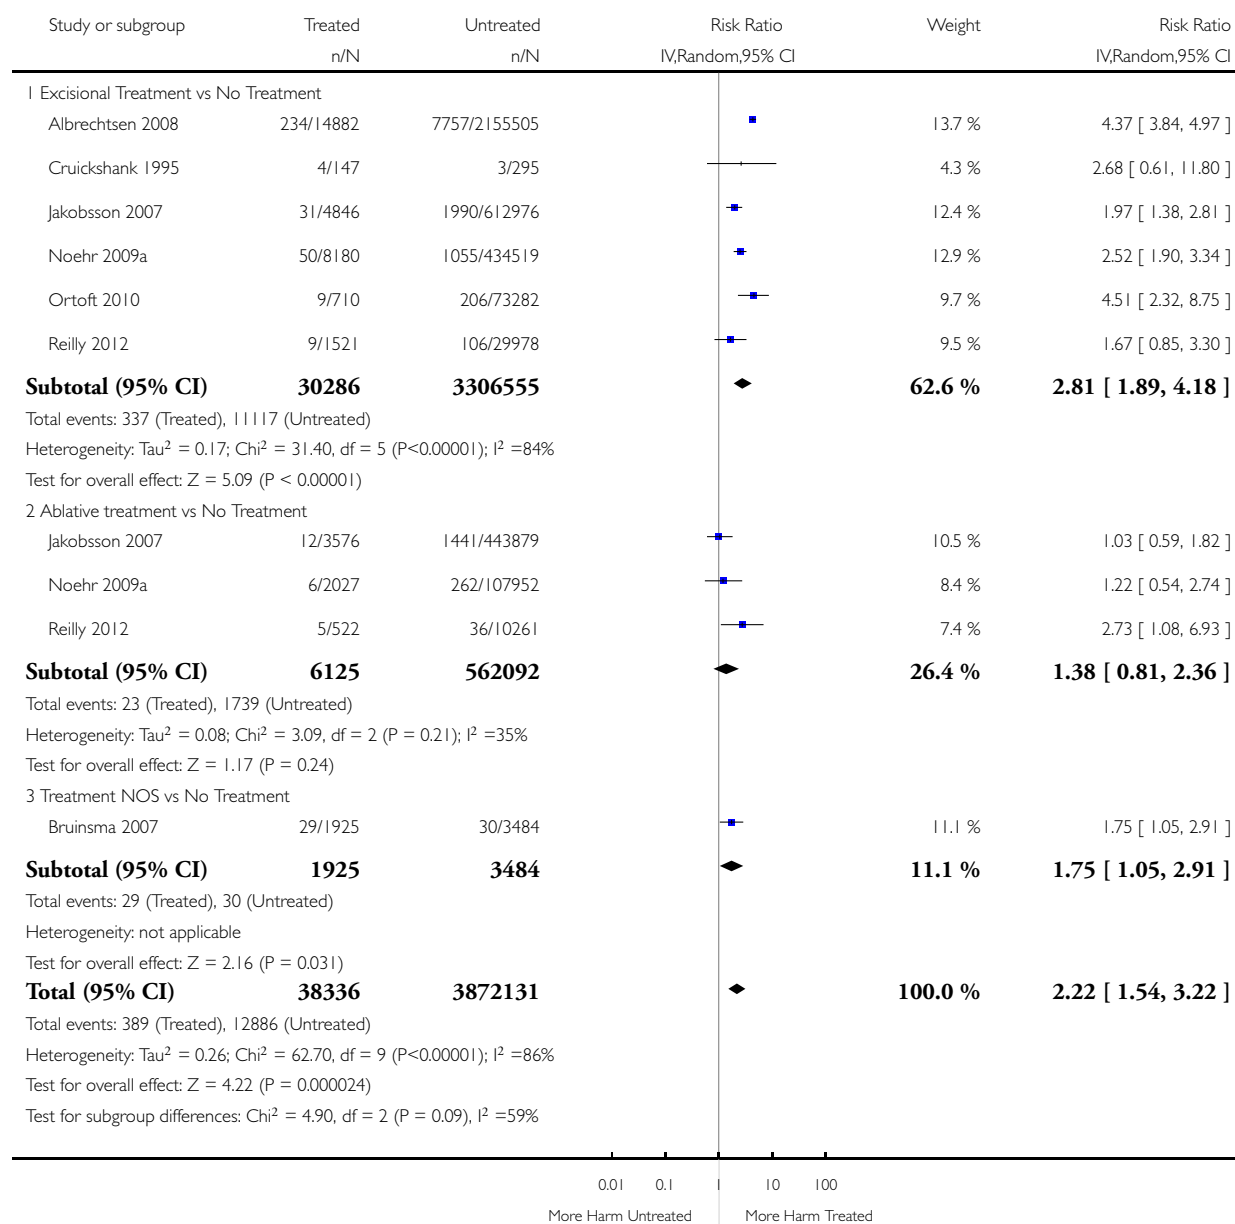 Study or subgroup Treated Untreated Risk Ratio Weight Risk Ratio
n/N n/N IV,Random,95% CI IV,Random,95% CI
1 Excisional Treatment vs No Treatment
Albrechtsen 2008 234/14882 7757/2155505 13.7 % 4.37 [ 3.84, 4.97 ]
Cruickshank 1995 4/147 3/295 4.3 % 2.68 [ 0.61, 11.80 ]
Jakobsson 2007 31/4846 1990/612976 12.4 % 1.97 [ 1.38, 2.81 ]
Noehr 2009a 50/8180 1055/434519 12.9 % 2.52 [ 1.90, 3.34 ]
Ortoft 2010 9/710 206/73282 9.7 % 4.51 [ 2.32, 8.75 ]
Reilly 2012 9/1521 106/29978 9.5 % 1.67 [ 0.85, 3.30 ]
Subtotal (95% CI) 30286 3306555 62.6 % 2.81 [ 1.89, 4.18 ]
Total events: 337 (Treated), 11117 (Untreated)
Heterogeneity: Tau² = 0.17; Chi² = 31.40, df = 5 (P<0.00001); I² =84%
Test for overall effect: Z = 5.09 (P < 0.00001)
2 Ablative treatment vs No Treatment
Jakobsson 2007 12/3576 1441/443879 10.5 % 1.03 [ 0.59, 1.82 ]
Noehr 2009a 6/2027 262/107952 8.4 % 1.22 [ 0.54, 2.74 ]
Reilly 2012 5/522 36/10261 7.4 % 2.73 [ 1.08, 6.93 ]
Subtotal (95% CI) 6125 562092 26.4 % 1.38 [ 0.81, 2.36 ]
Total events: 23 (Treated), 1739 (Untreated)
Heterogeneity: Tau² = 0.08; Chi² = 3.09, df = 2 (P = 0.21); I² =35%
Test for overall effect: Z = 1.17 (P = 0.24)
3 Treatment NOS vs No Treatment
Bruinsma 2007 29/1925 30/3484 11.1 % 1.75 [ 1.05, 2.91 ]
Subtotal (95% CI) 1925 3484 11.1 % 1.75 [ 1.05, 2.91 ]
Total events: 29 (Treated), 30 (Untreated)
Heterogeneity: not applicable
Test for overall effect: Z = 2.16 (P = 0.031)
Total (95% CI) 38336 3872131 100.0 % 2.22 [ 1.54, 3.22 ]
Total events: 389 (Treated), 12886 (Untreated)
Heterogeneity: Tau² = 0.26; Chi² = 62.70, df = 9 (P<0.00001); I² =86%
Test for overall effect: Z = 4.22 (P = 0.000024)
Test for subgroup differences: Chi² = 4.90, df = 2 (P = 0.09), I² =59%
0.01 0.1 1 10 100
More Harm Untreated More Harm Treated